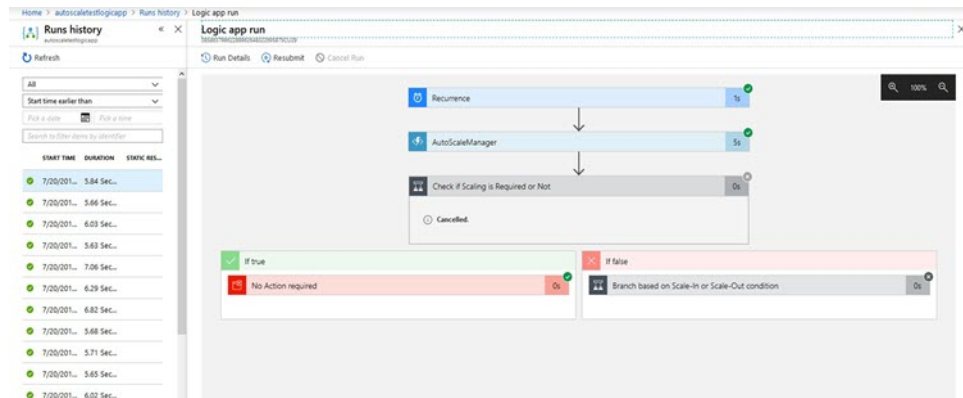 Home > autoscaletestlogicapp > Runs history > Logic app run
Runs history
autoscaletestlogicapp
Refresh
All
Start time earlier than
Pick a date
Pick a time
Search to filter items by identifier
START TIME DURATION STATIC RES...
7/20/201... 5.84 Sec...
7/20/201... 5.66 Sec...
7/20/201... 6.03 Sec...
7/20/201... 5.63 Sec...
7/20/201... 7.06 Sec...
7/20/201... 6.29 Sec...
7/20/201... 6.82 Sec...
7/20/201... 5.68 Sec...
7/20/201... 5.71 Sec...
7/20/201... 5.65 Sec...
7/20/201... 6.02 Sec...
Logic app run
Run Details Resubmit Cancel Run
100%
Recurrence 1s
AutoScaleManager 5s
Check if Scaling is Required or Not 0s
Cancelled.
If true
No Action required 0s
If false
Branch based on Scale-In or Scale-Out condition 0s